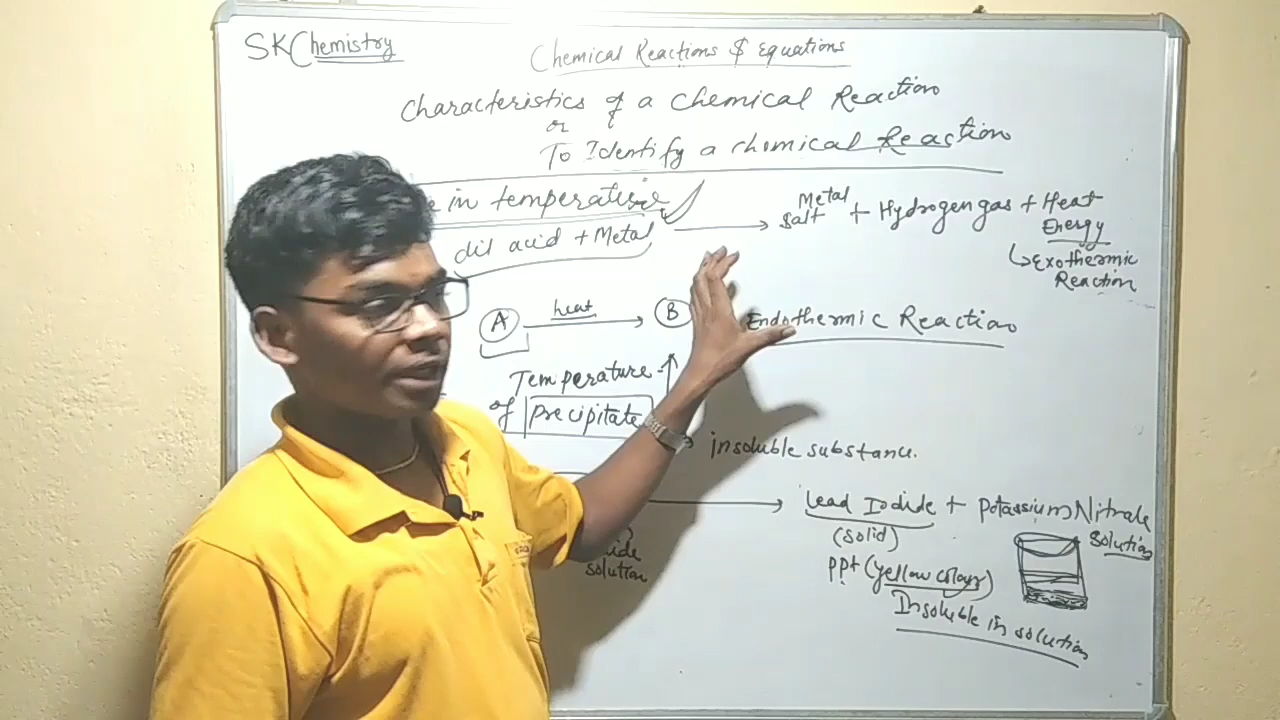 SKChemistry
Chemical Reactions & Equations
Characteristics of a chemical Reaction
or
To Identify a chemical Reaction
e in temperature
dil acid + Metal → Metal Salt + Hydrogen gas + Heat Energy
↳ Exothermic Reaction
A heat → B Endothermic Reaction
Temperature ↑
of precipitate → insoluble substance.
→ Lead Iodide + Potassium Nitrate
(solid) solution
ide
solution
ppt (yellow colour)
Insoluble in solution